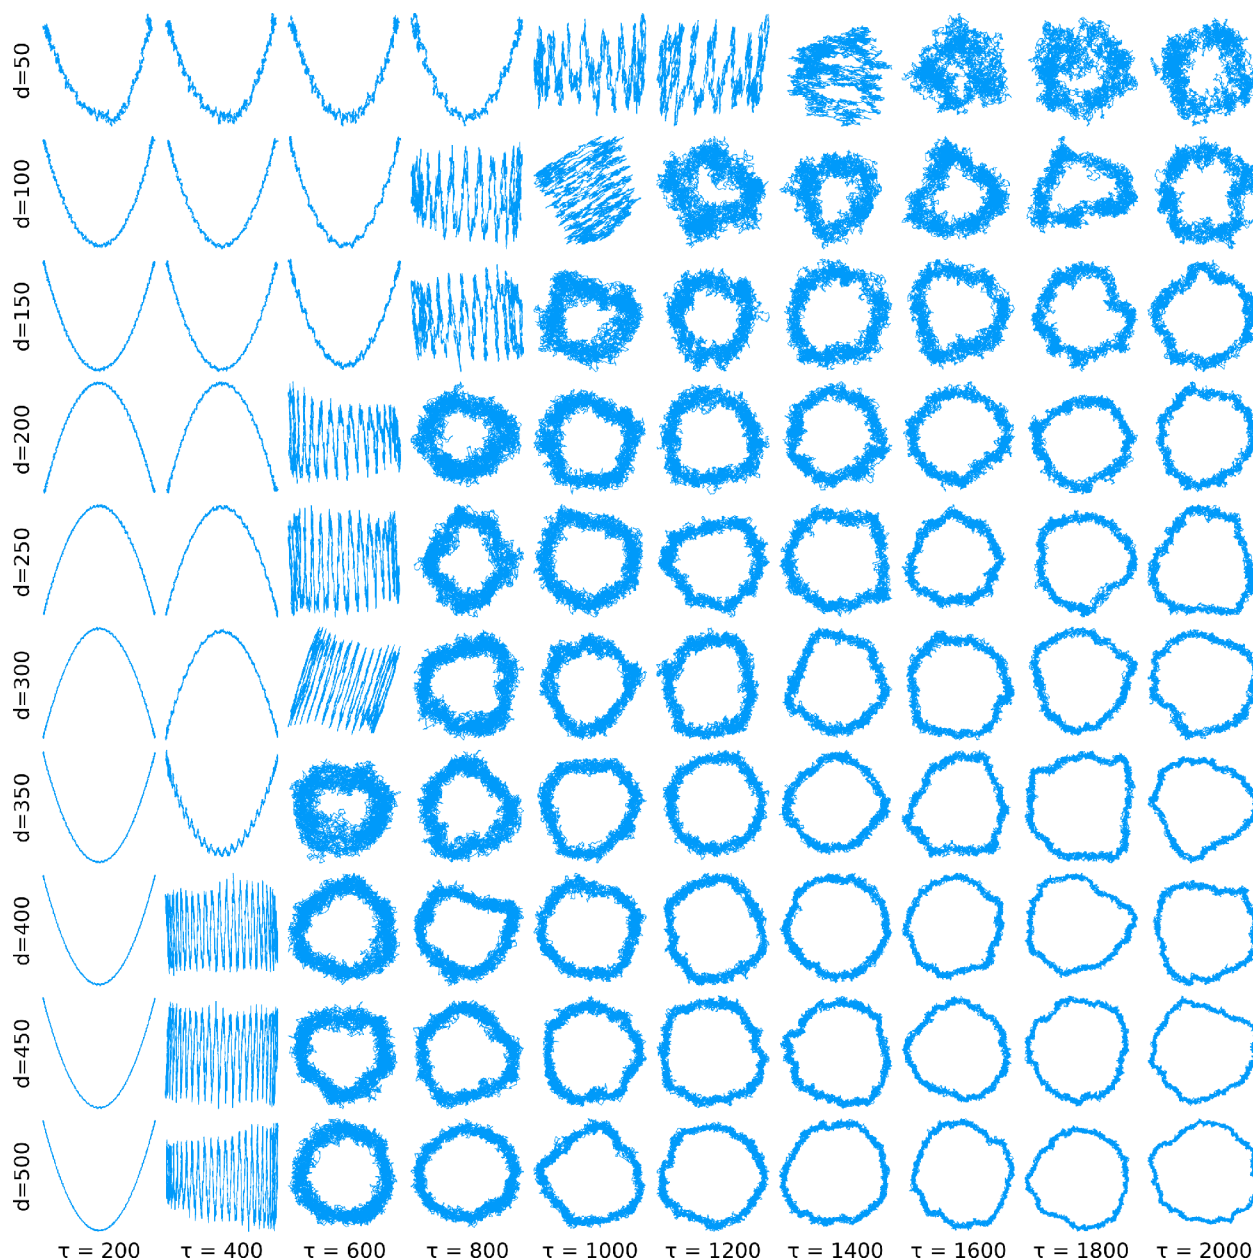 d=50
d=100
d=150
d=200
d=250
d=300
d=350
d=400
d=450
d=500
τ = 200 τ = 400 τ = 600 τ = 800 τ = 1000 τ = 1200 τ = 1400 τ = 1600 τ = 1800 τ = 2000